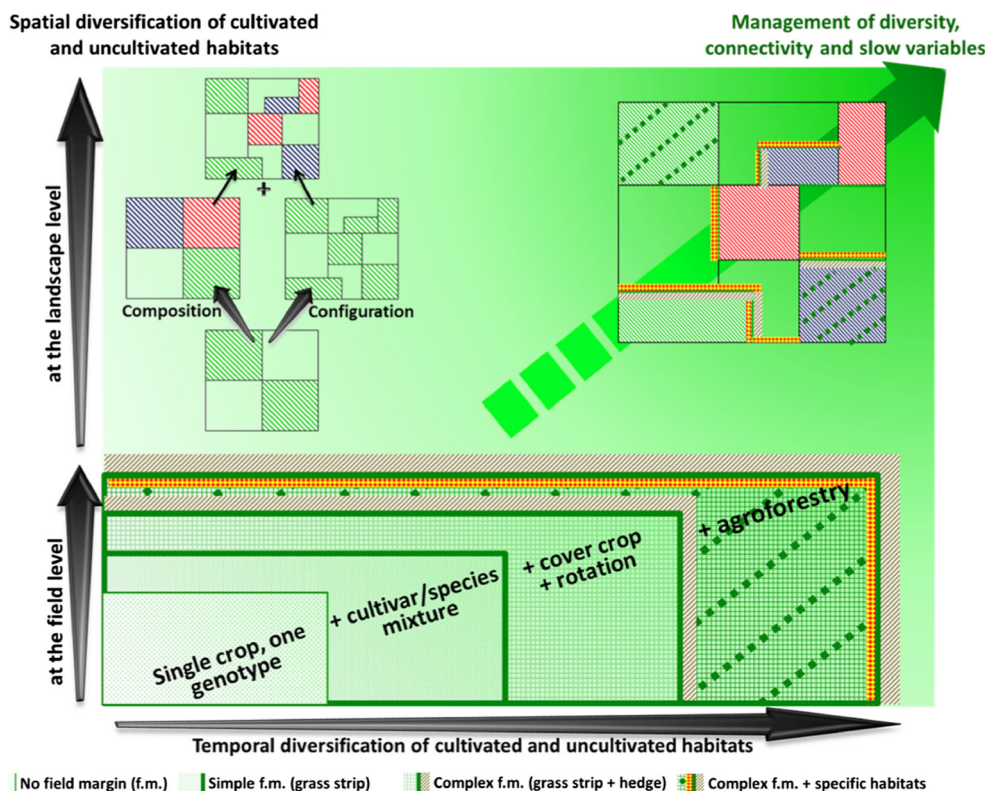 Spatial diversification of cultivated
and uncultivated habitats
Management of diversity,
connectivity and slow variables
at the landscape level
+
Composition
Configuration
at the field level
Single crop, one
genotype
+ cultivar/species
mixture
+ cover crop
+ rotation
+ agroforestry
Temporal diversification of cultivated and uncultivated habitats
No field margin (f.m.)
Simple f.m. (grass strip)
Complex f.m. (grass strip + hedge)
Complex f.m. + specific habitats